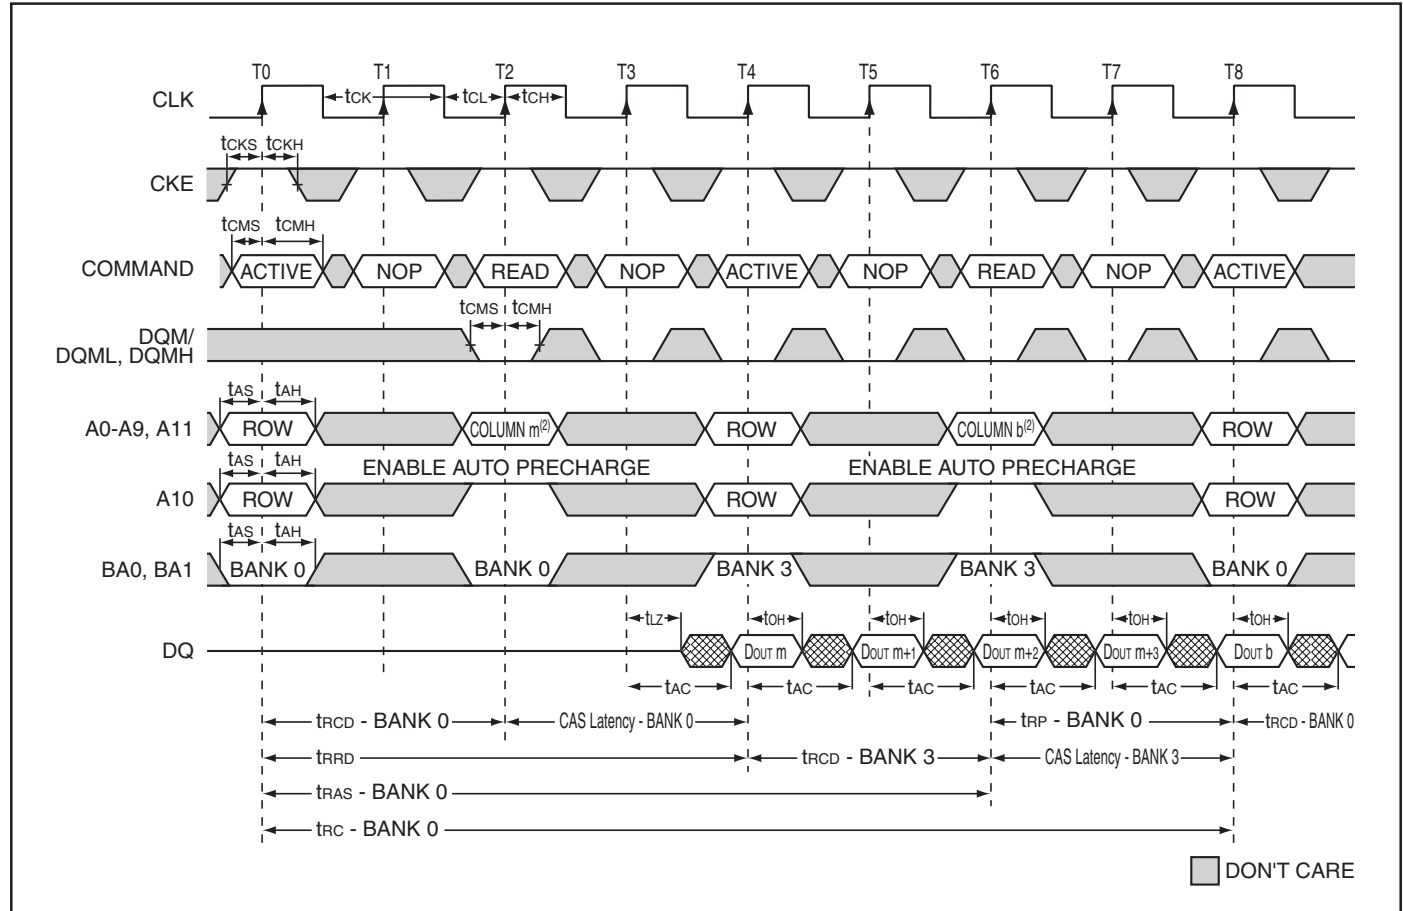 T0 T1 T2 T3 T4 T5 T6 T7 T8
CLK tCK tCL tCH
tCKS tCKH
CKE
tCMS tCMH
COMMAND ACTIVE NOP READ NOP ACTIVE NOP READ NOP ACTIVE
tCMS tCMH
DQM/
DQML, DQMH
tAS tAH
A0-A9, A11 ROW COLUMN m(2) ROW COLUMN b(2) ROW
tAS tAH ENABLE AUTO PRECHARGE ENABLE AUTO PRECHARGE
A10 ROW ROW ROW
tAS tAH
BA0, BA1 BANK 0 BANK 0 BANK 3 BANK 3 BANK 0
tLZ tOH tOH tOH tOH tOH
DQ DOUT m DOUT m+1 DOUT m+2 DOUT m+3 DOUT b
tAC tAC tAC tAC tAC tAC
tRCD - BANK 0 CAS Latency - BANK 0 tRP - BANK 0 tRCD - BANK 0
tRRD tRCD - BANK 3 CAS Latency - BANK 3
tRAS - BANK 0
tRC - BANK 0
DON'T CARE